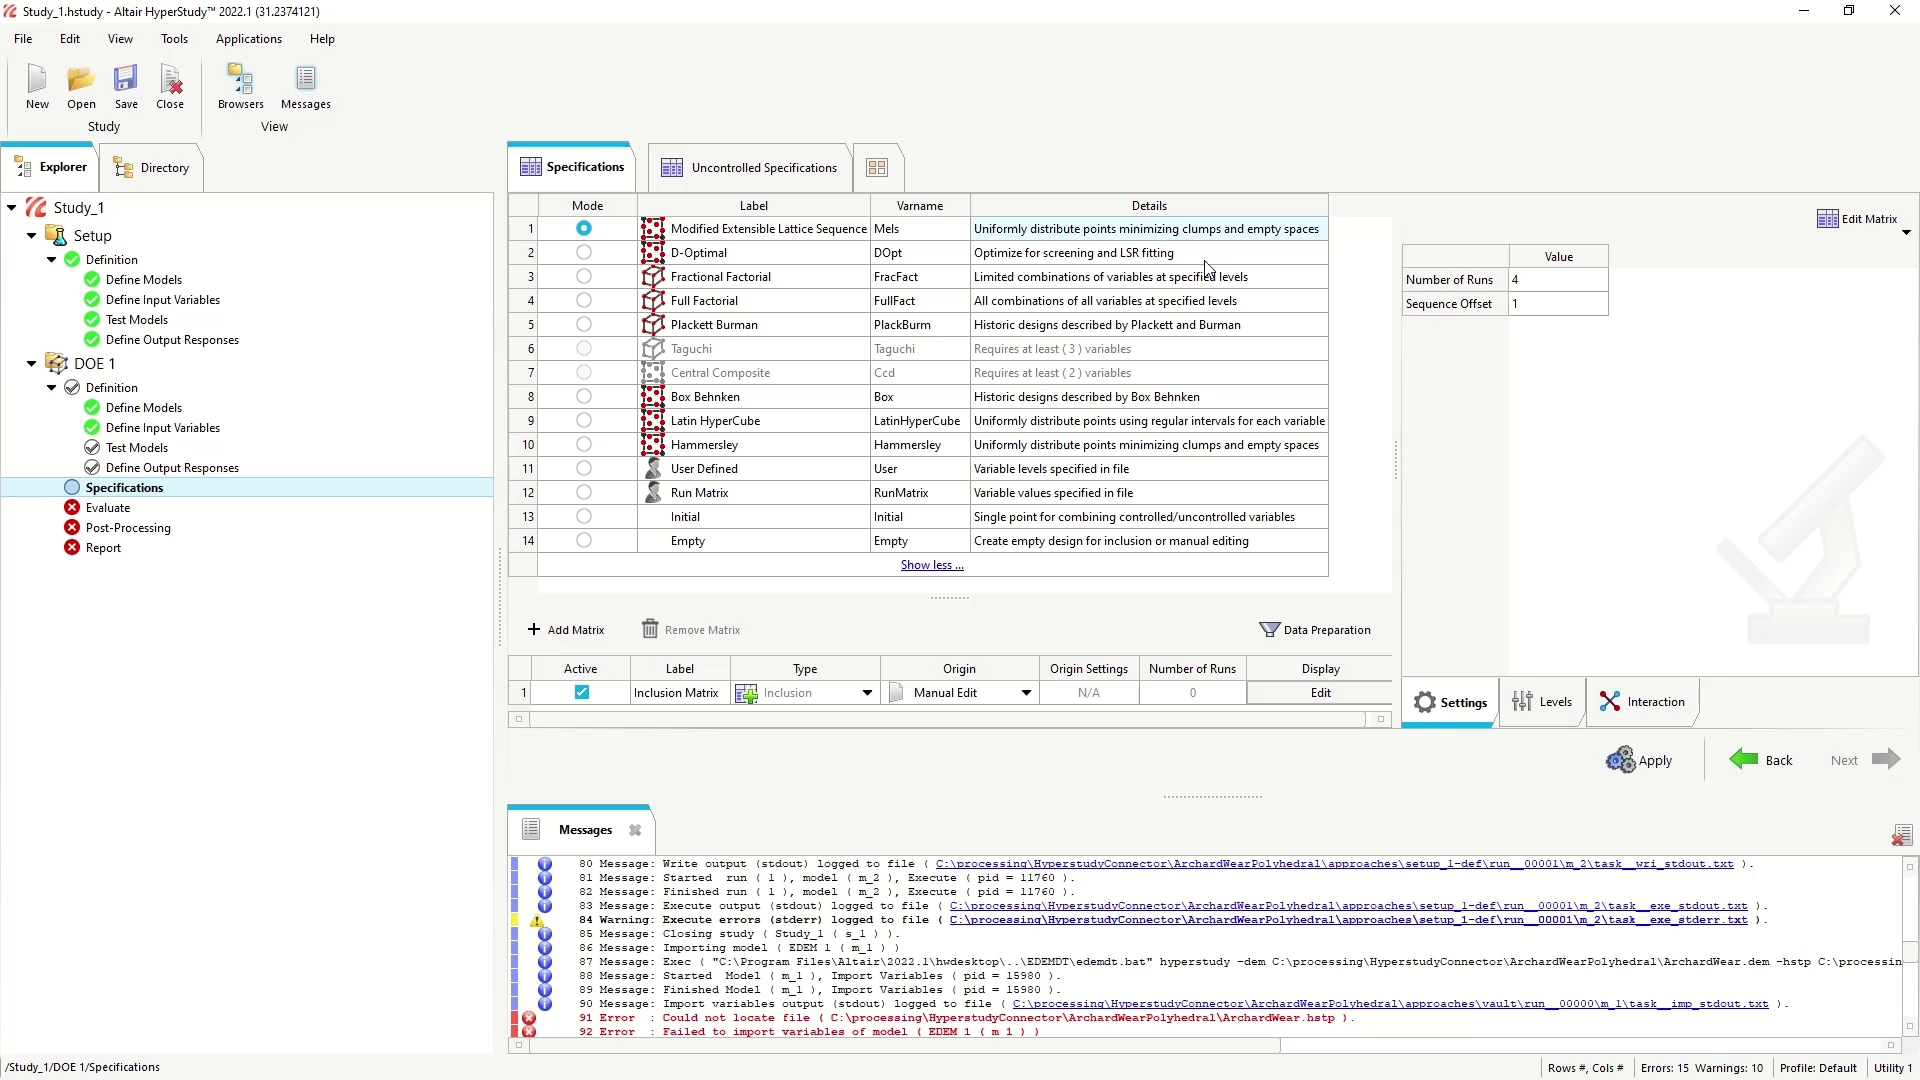 Study_1.hstudy - Altair HyperStudy™ 2022.1 (31.2374121)
File Edit View Tools Applications Help
New Open Save Close Browsers Messages
Study View
Explorer Directory
Study_1
Setup
Definition
Define Models
Define Input Variables
Test Models
Define Output Responses
DOE 1
Definition
Define Models
Define Input Variables
Test Models
Define Output Responses
Specifications
Evaluate
Post-Processing
Report
Specifications Uncontrolled Specifications
Mode Label Varname Details
1 Modified Extensible Lattice Sequence Mels Uniformly distribute points minimizing clumps and empty spaces
2 D-Optimal DOpt Optimize for screening and LSR fitting
3 Fractional Factorial FracFact Limited combinations of variables at specified levels
4 Full Factorial FullFact All combinations of all variables at specified levels
5 Plackett Burman PlackBurm Historic designs described by Plackett and Burman
6 Taguchi Taguchi Requires at least ( 3 ) variables
7 Central Composite Ccd Requires at least ( 2 ) variables
8 Box Behnken Box Historic designs described by Box Behnken
9 Latin HyperCube LatinHyperCube Uniformly distribute points using regular intervals for each variable
10 Hammersley Hammersley Uniformly distribute points minimizing clumps and empty spaces
11 User Defined User Variable levels specified in file
12 Run Matrix RunMatrix Variable values specified in file
13 Initial Initial Single point for combining controlled/uncontrolled variables
14 Empty Empty Create empty design for inclusion or manual editing
Show less ...
Add Matrix Remove Matrix Data Preparation
Active Label Type Origin Origin Settings Number of Runs Display
1 Inclusion Matrix Inclusion Manual Edit N/A 0 Edit
Edit Matrix
Value
Number of Runs 4
Sequence Offset 1
Settings Levels Interaction
Apply Back Next
Messages
80 Message: Write output (stdout) logged to file ( C:\processing\HyperstudyConnector\ArchardWearPolyhedral\approaches\setup_1-def\run__00001\m_2\task__wri_stdout.txt ).
81 Message: Started run ( 1 ), model ( m_2 ), Execute ( pid = 11760 ).
82 Message: Finished run ( 1 ), model ( m_2 ), Execute ( pid = 11760 ).
83 Message: Execute output (stdout) logged to file ( C:\processing\HyperstudyConnector\ArchardWearPolyhedral\approaches\setup_1-def\run__00001\m_2\task__exe_stdout.txt ).
84 Warning: Execute errors (stderr) logged to file ( C:\processing\HyperstudyConnector\ArchardWearPolyhedral\approaches\setup_1-def\run__00001\m_2\task__exe_stderr.txt ).
85 Message: Closing study ( Study_1 ( s_1 ) ).
86 Message: Importing model ( EDEM 1 ( m_1 ) )
87 Message: Exec ( "C:\Program Files\Altair\2022.1\hwdesktop\..\EDEMDT\edemdt.bat" hyperstudy -dem C:\processing\HyperstudyConnector\ArchardWearPolyhedral\ArchardWear.dem -hstp C:\processin
88 Message: Started Model ( m_1 ), Import Variables ( pid = 15980 ).
89 Message: Finished Model ( m_1 ), Import Variables ( pid = 15980 ).
90 Message: Import variables output (stdout) logged to file ( C:\processing\HyperstudyConnector\ArchardWearPolyhedral\approaches\vault\run__00000\m_1\task__imp_stdout.txt ).
91 Error : Could not locate file ( C:\processing\HyperstudyConnector\ArchardWearPolyhedral\ArchardWear.hstp ).
92 Error : Failed to import variables of model ( EDEM 1 ( m_1 ) )
/Study_1/DOE 1/Specifications Rows #, Cols # Errors: 15 Warnings: 10 Profile: Default Utility 1